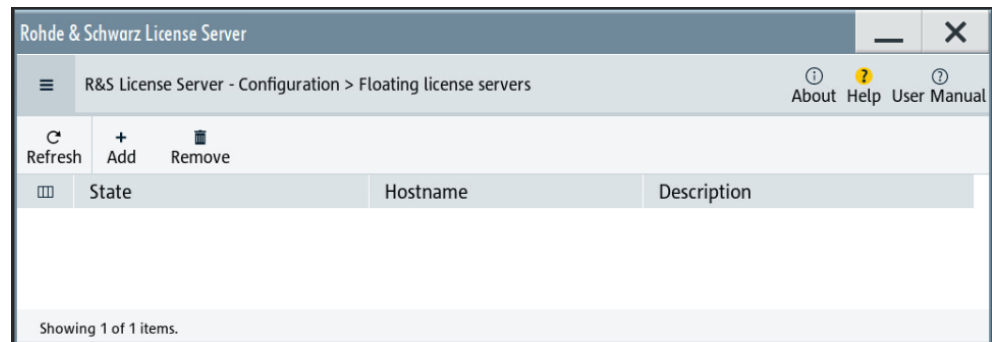 Rohde & Schwarz License Server
R&S License Server - Configuration > Floating license servers
About Help User Manual
Refresh Add Remove
State Hostname Description
Showing 1 of 1 items.